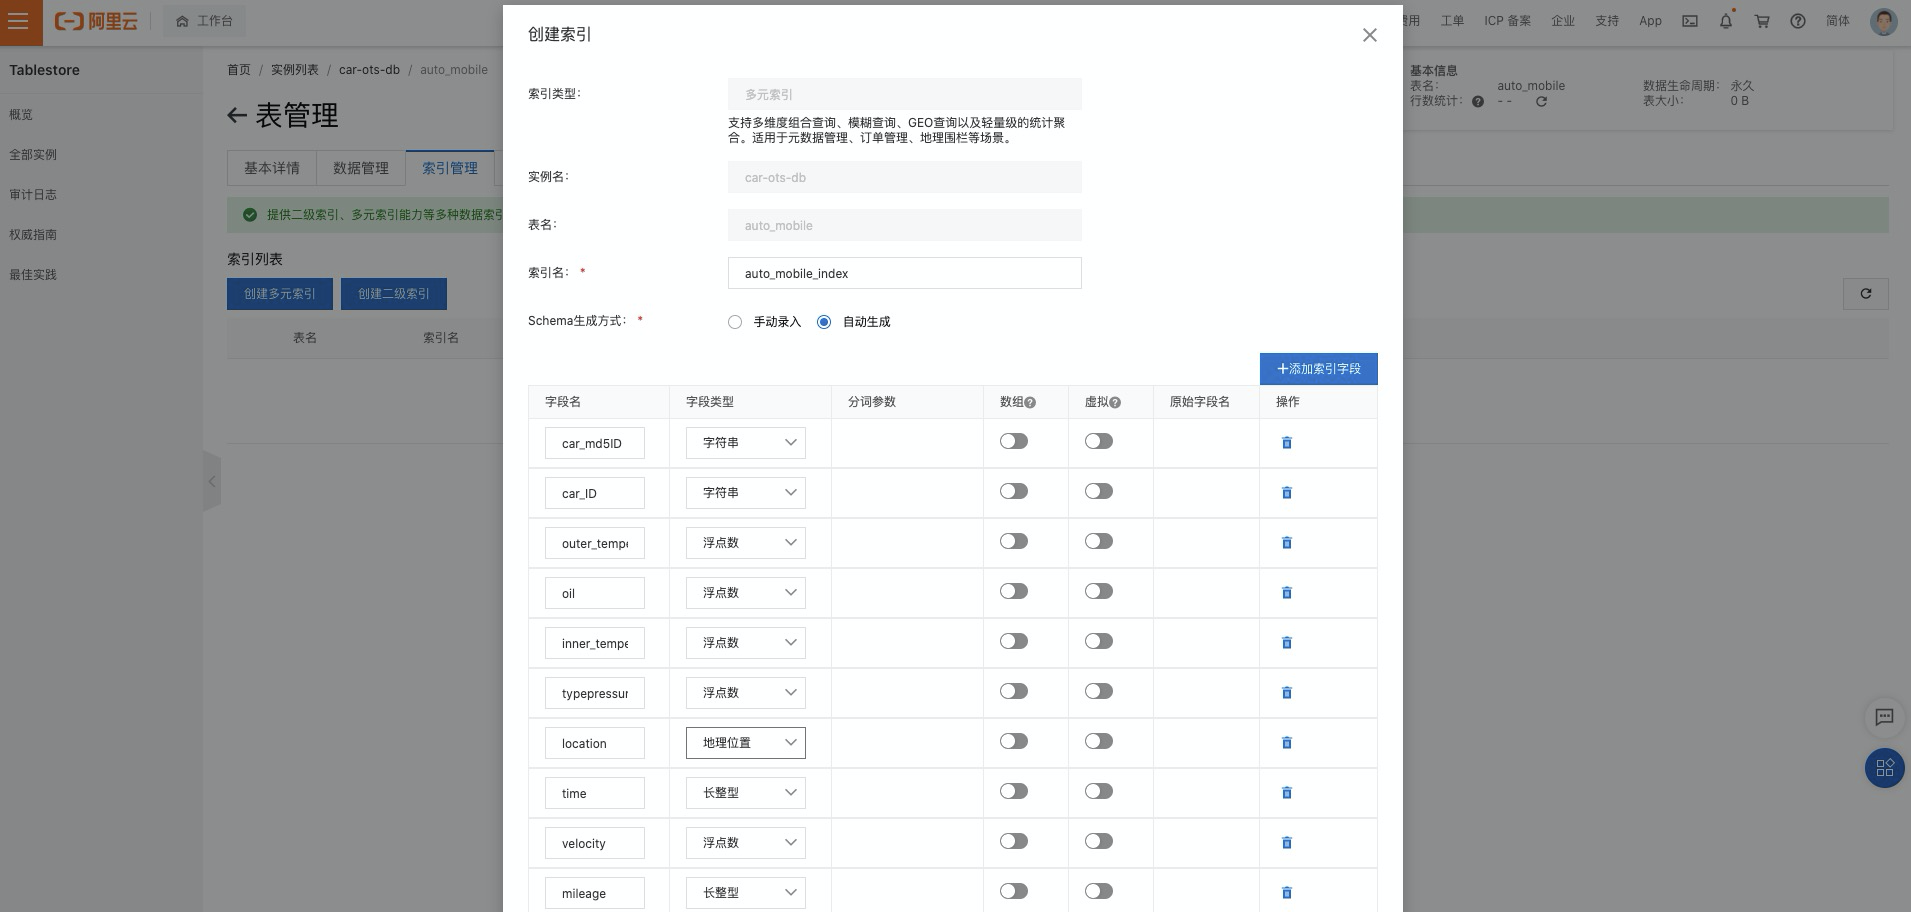 阿里云
工作台
费用
工单
ICP 备案
企业
支持
App
简体
Tablestore
概览
全部实例
审计日志
权威指南
最佳实践
首页 / 实例列表 / car-ots-db / auto_mobile
表管理
基本详情
数据管理
索引管理
提供二级索引、多元索引能力等多种数据索引
索引列表
创建多元索引
创建二级索引
表名
索引名
基本信息
表名：
auto_mobile
数据生命周期：
永久
行数统计：
- -
表大小：
0 B
创建索引
索引类型：
多元索引
支持多维度组合查询、模糊查询、GEO查询以及轻量级的统计聚
合。适用于元数据管理、订单管理、地理围栏等场景。
实例名：
car-ots-db
表名：
auto_mobile
索引名： *
auto_mobile_index
Schema生成方式： *
手动录入
自动生成
+添加索引字段
字段名 字段类型 分词参数 数组 虚拟 原始字段名 操作
car_md5ID 字符串
car_ID 字符串
outer_tempe 浮点数
oil 浮点数
inner_tempe 浮点数
typepressur 浮点数
location 地理位置
time 长整型
velocity 浮点数
mileage 长整型